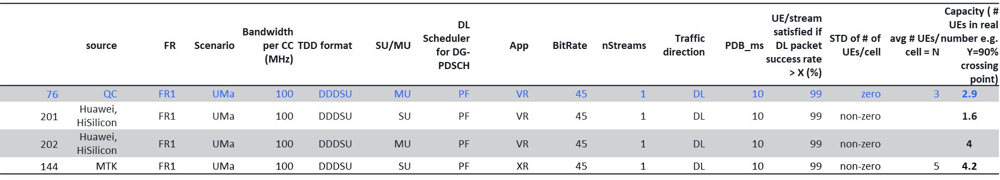 source FR Scenario Bandwidth per CC (MHz) TDD format SU/MU DL Scheduler for DG-PDSCH App BitRate nStreams Traffic direction PDB_ms UE/stream satisfied if DL packet success rate > X (%) STD of # of UEs/cell avg # UEs/ cell = N Capacity ( # UEs in real number e.g. Y=90% crossing point)
76 QC FR1 UMa 100 DDDSU MU PF VR 45 1 DL 10 99 zero 3 2.9
201 Huawei, HiSilicon FR1 UMa 100 DDDSU SU PF VR 45 1 DL 10 99 non-zero 1.6
202 Huawei, HiSilicon FR1 UMa 100 DDDSU MU PF VR 45 1 DL 10 99 non-zero 4
144 MTK FR1 UMa 100 DDDSU SU PF XR 45 1 DL 10 99 non-zero 5 4.2